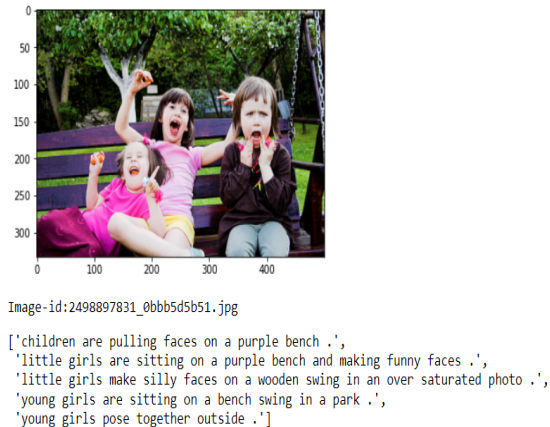 0
50
100
150
200
250
300
0 100 200 300 400
Image-id:2498897831_0bbb5d5b51.jpg
['children are pulling faces on a purple bench .',
'little girls are sitting on a purple bench and making funny faces .',
'little girls make silly faces on a wooden swing in an over saturated photo .',
'young girls are sitting on a bench swing in a park .',
'young girls pose together outside .']